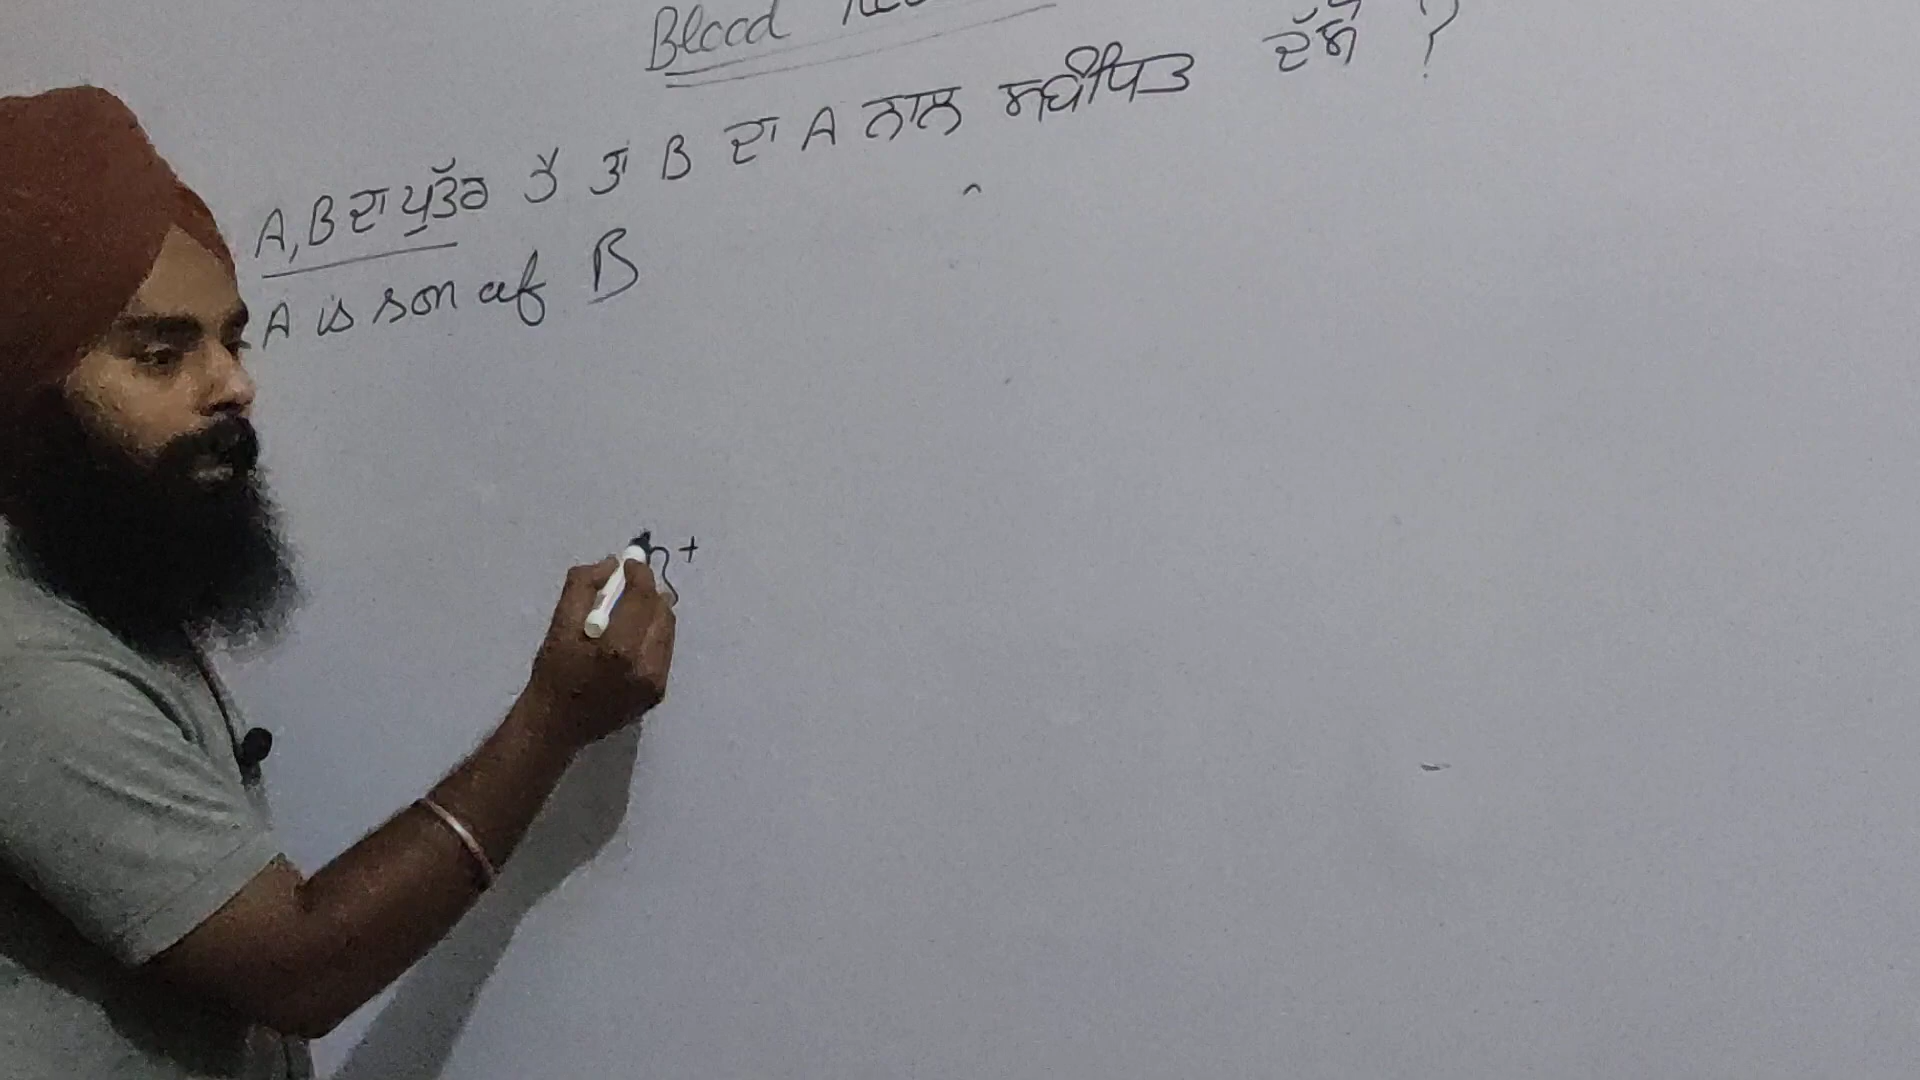 Blood
A, B ਦਾ ਪੁੱਤਰ ਹੈ ਤਾਂ B ਦਾ A ਨਾਲ ਸਬੰਧਿਤ ਦੱਸੋ ?
A is son of B
+